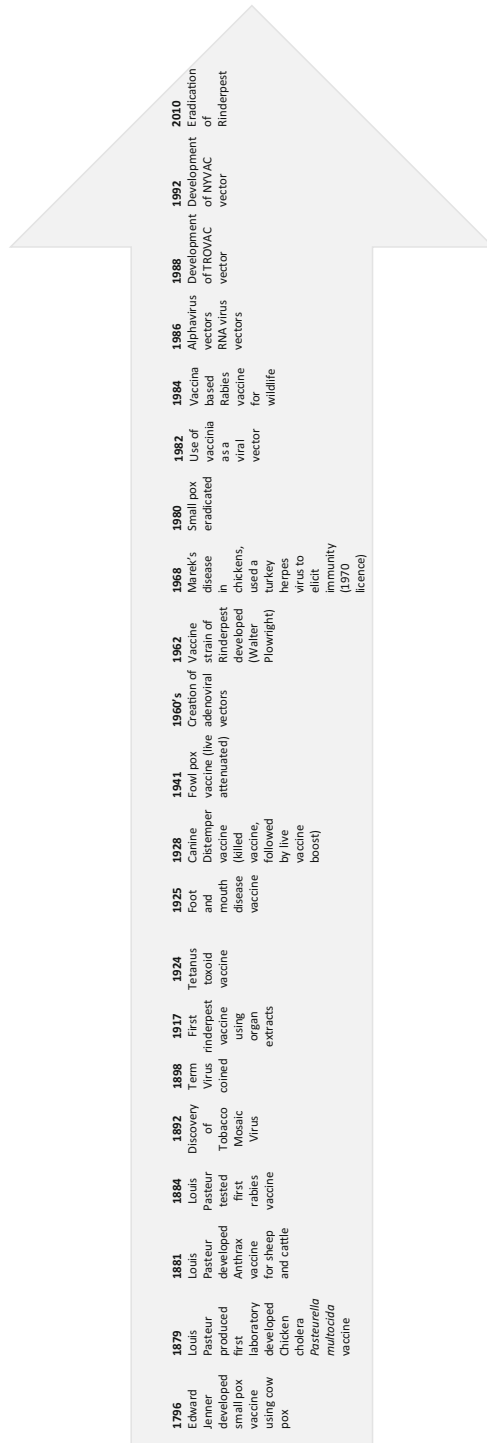 1796
Edward
Jenner
developed
small pox
vaccine
using cow
pox
1879
Louis
Pasteur
produced
first
laboratory
developed
Chicken
cholera
Pasteurella
multocida
vaccine
1881
Louis
Pasteur
developed
Anthrax
vaccine
for sheep
and cattle
1884
Louis
Pasteur
tested
first
rabies
vaccine
1892
Discovery
of
Tobacco
Mosaic
Virus
1898
Term
Virus
coined
1917
First
rinderpest
vaccine
using
organ
extracts
1924
Tetanus
toxoid
vaccine
1925
Foot
and
mouth
disease
vaccine
1928
Canine
Distemper
vaccine
(killed
vaccine,
followed
by live
vaccine
boost)
1941
Fowl pox
vaccine (live
attenuated)
1960's
Creation of
adenoviral
vectors
1962
Vaccine
strain of
Rinderpest
developed
(Walter
Plowright)
1968
Marek's
disease
in
chickens,
used a
turkey
herpes
virus to
elicit
immunity
(1970
licence)
1980
Small pox
eradicated
1982
Use of
vaccinia
as a
viral
vector
1984
Vaccina
based
Rabies
vaccine
for
wildlife
1986
Alphavirus
vectors
RNA virus
vectors
1988
Development
of TROVAC
vector
1992
Development
of NYVAC
vector
2010
Eradication
of
Rinderpest